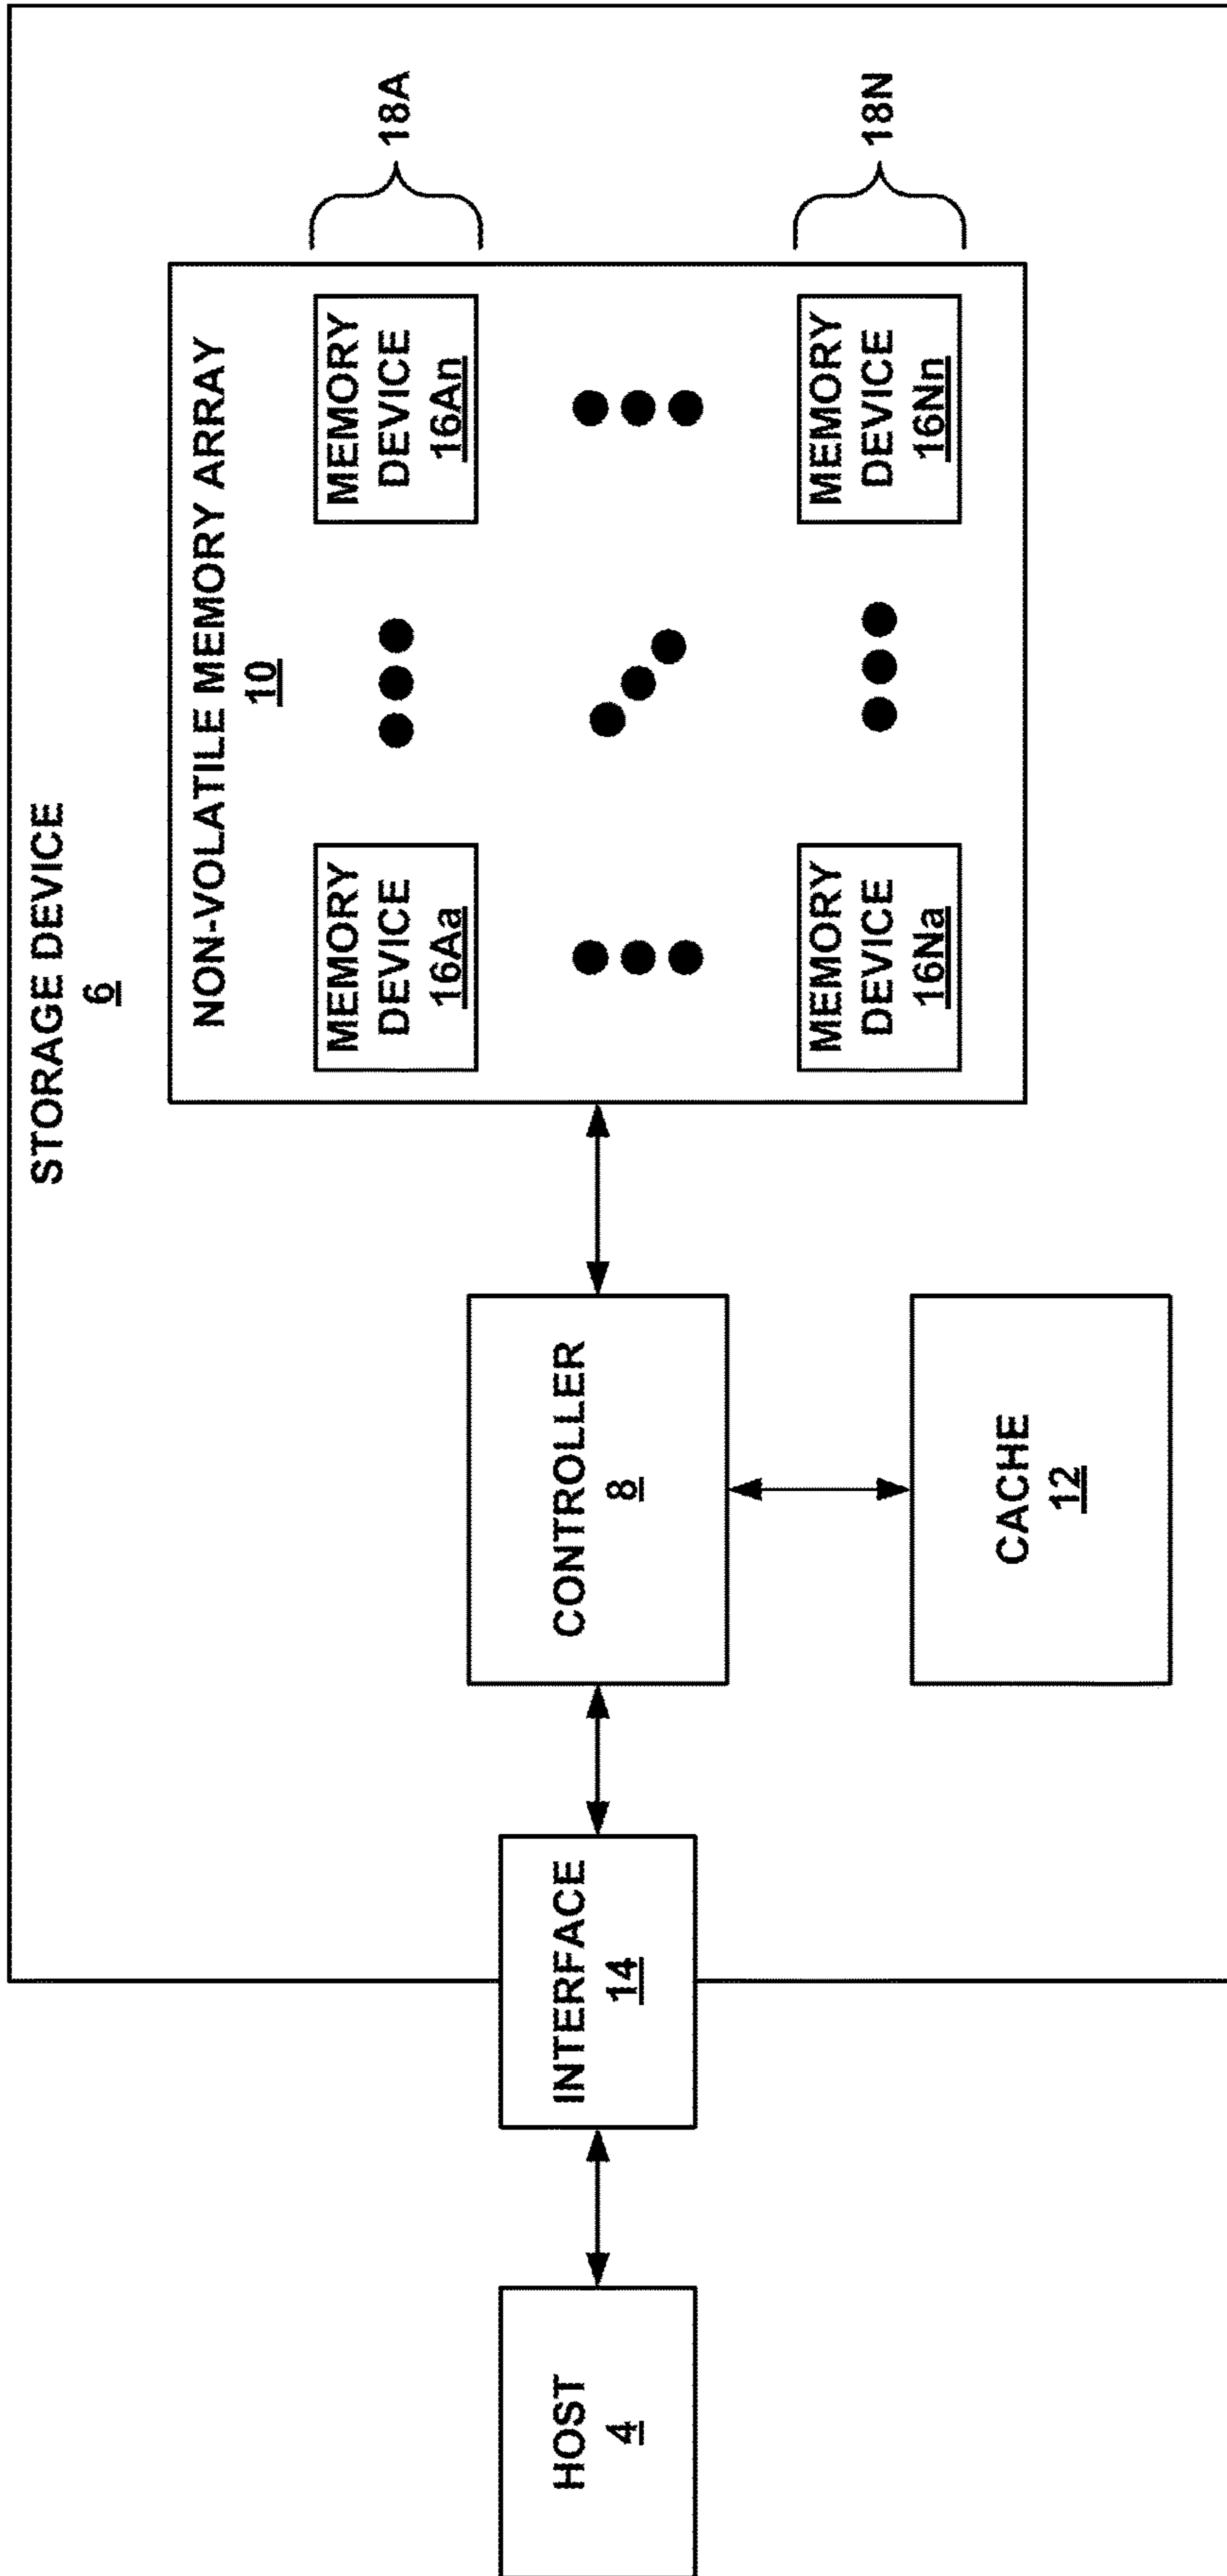 STORAGE DEVICE
6
NON-VOLATILE MEMORY ARRAY
10
MEMORY
DEVICE
16Aa
MEMORY
DEVICE
16An
18A
HOST
4
INTERFACE
14
CONTROLLER
8
MEMORY
DEVICE
16Na
MEMORY
DEVICE
16Nn
18N
CACHE
12